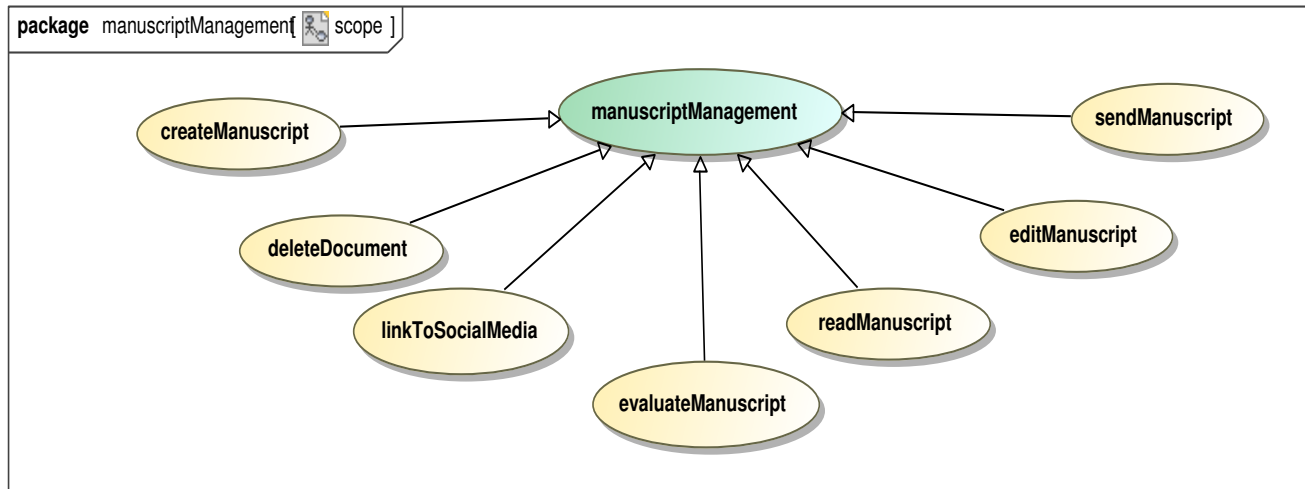 package manuscriptManagement[ scope ]
manuscriptManagement
createManuscript
sendManuscript
deleteDocument
editManuscript
linkToSocialMedia
readManuscript
evaluateManuscript